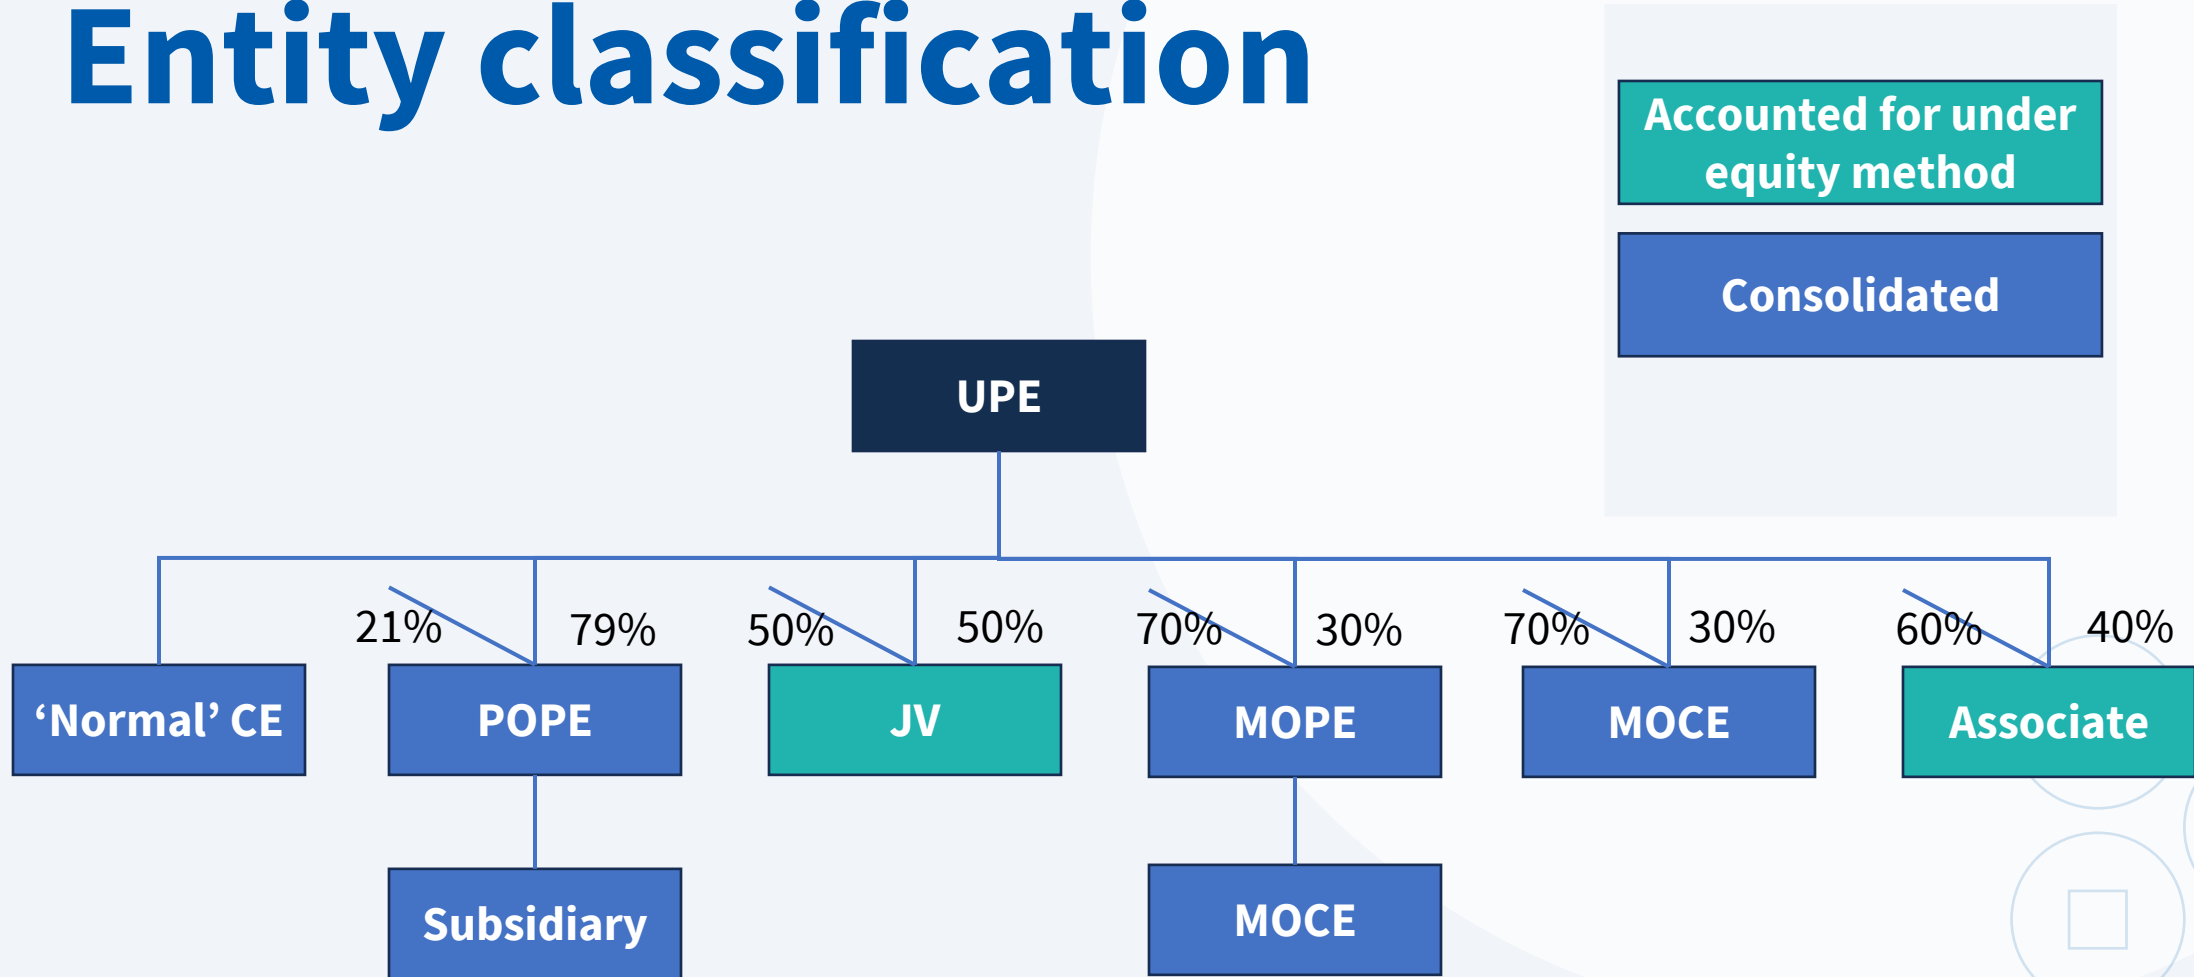 Entity classification
Accounted for under
equity method
Consolidated
UPE
21%
79%
50%
50%
70%
30%
70%
30%
60%
40%
‘Normal’ CE
POPE
JV
MOPE
MOCE
Associate
Subsidiary
MOCE